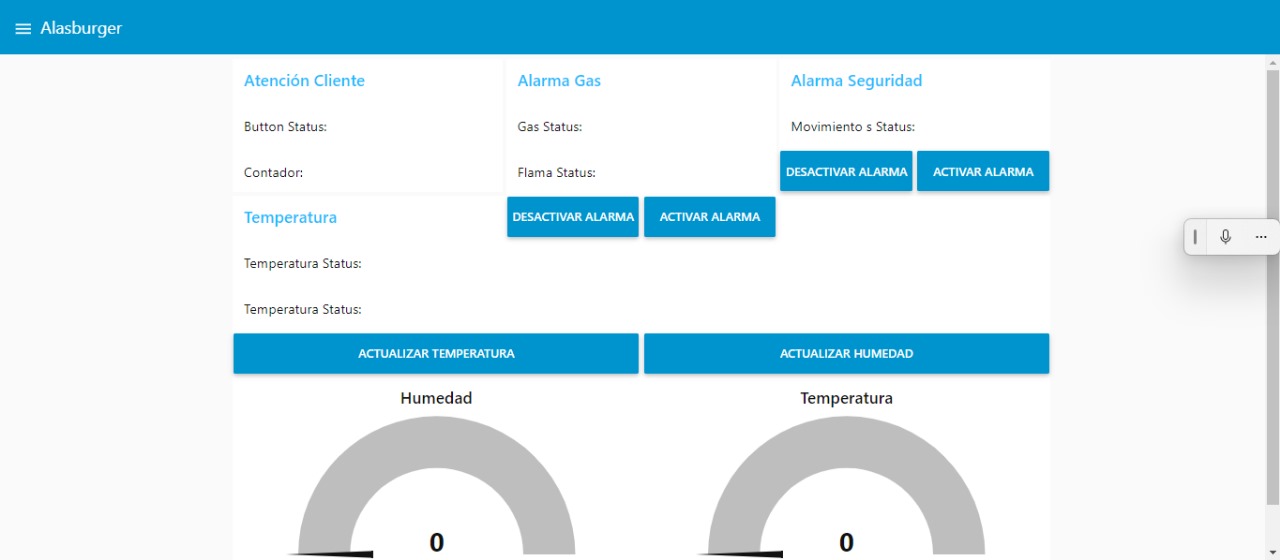 Alasburger
Atención Cliente
Button Status:
Contador:
Alarma Gas
Gas Status:
Flama Status:
DESACTIVAR ALARMA ACTIVAR ALARMA
Alarma Seguridad
Movimiento s Status:
DESACTIVAR ALARMA ACTIVAR ALARMA
Temperatura
Temperatura Status:
Temperatura Status:
ACTUALIZAR TEMPERATURA ACTUALIZAR HUMEDAD
Humedad
0
Temperatura
0